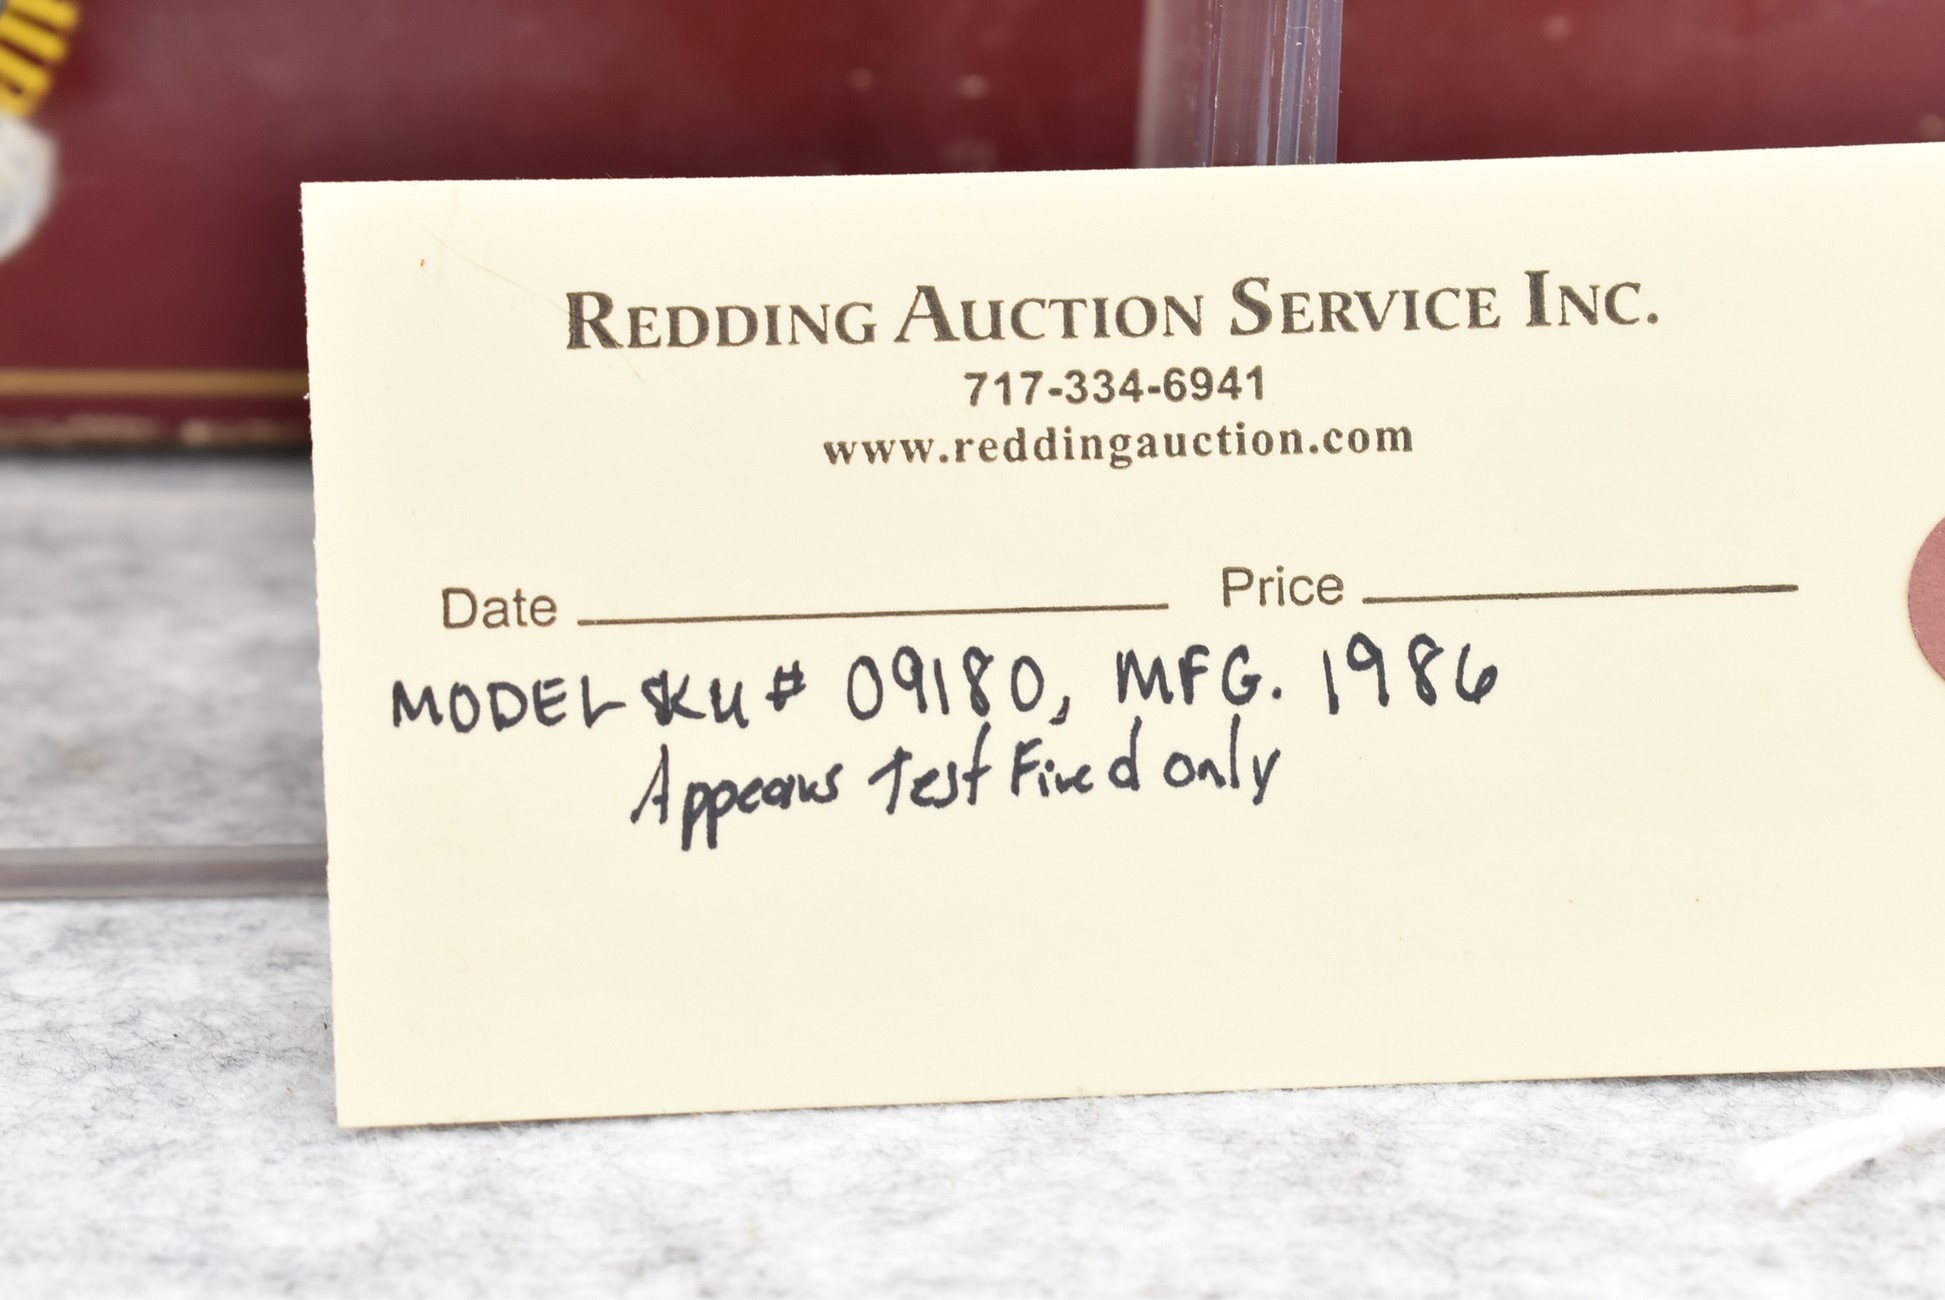 REDDING AUCTION SERVICE INC.
717-334-6941
www.reddingauction.com
Date Price
MODEL SKU # 09180, MFG. 1986
Appears Test Fired only